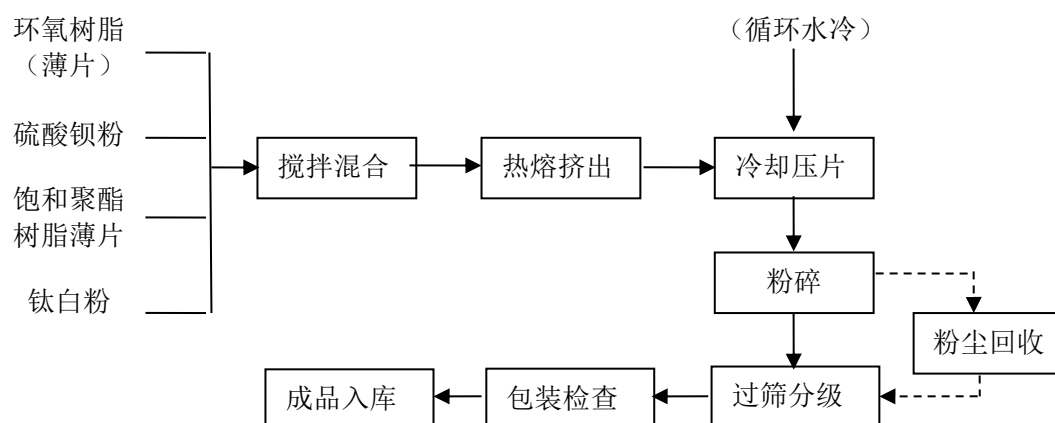 环氧树脂
（薄片）
硫酸钡粉
饱和聚酯
树脂薄片
钛白粉
搅拌混合
热熔挤出
（循环水冷）
冷却压片
粉碎
粉尘回收
过筛分级
包装检查
成品入库